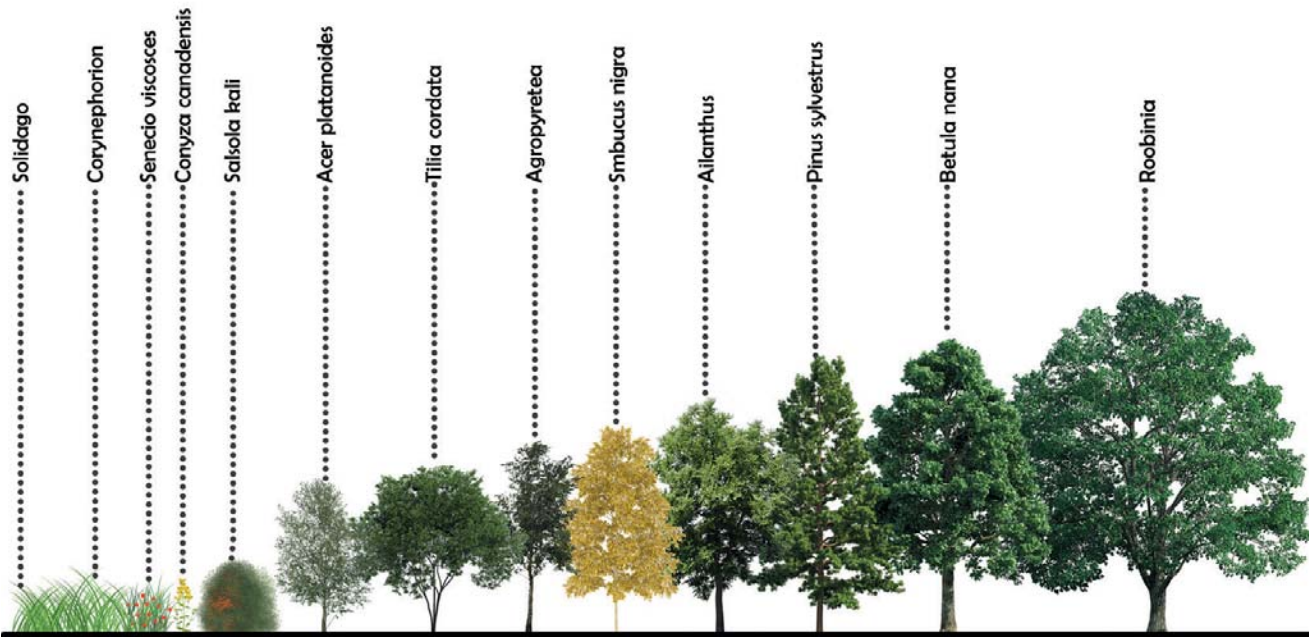 Solidago
Corynephorion
Senecio viscosces
Conyza canadensis
Salsola kali
Acer platanoides
Tilia cordata
Agropyretea
Smbucus nigra
Ailanthus
Pinus sylvestrus
Betula nana
Roobinia